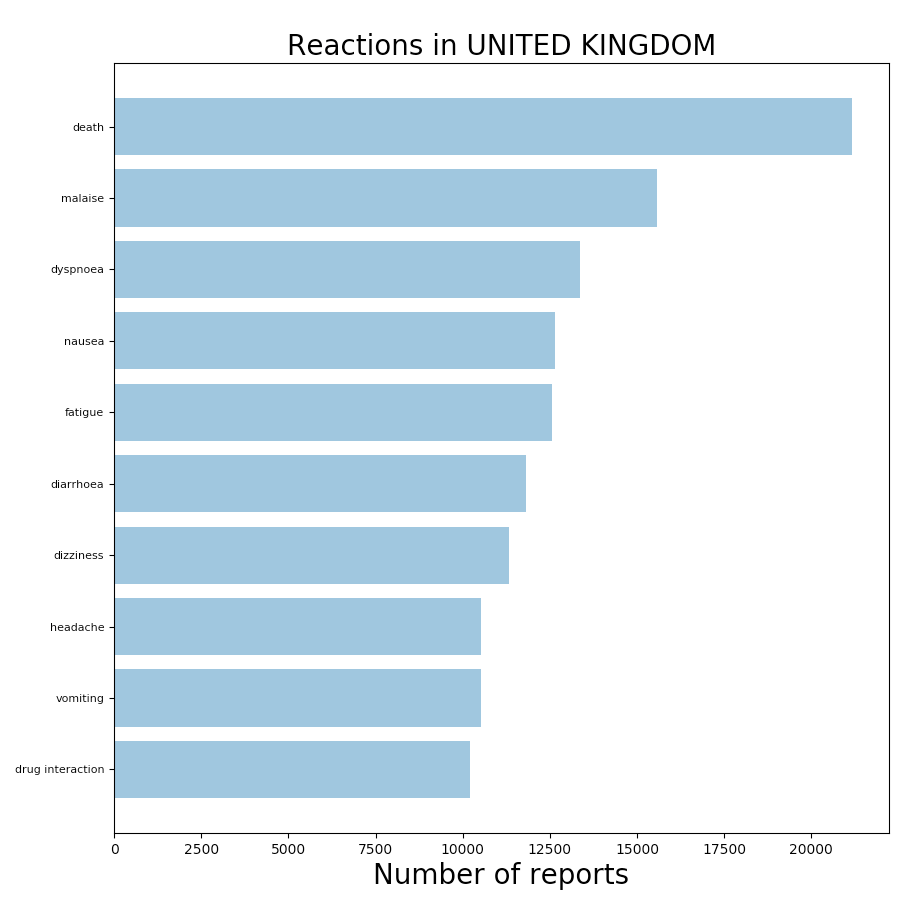 Reactions in UNITED KINGDOM
death
malaise
dyspnoea
nausea
fatigue
diarrhoea
dizziness
headache
vomiting
drug interaction
0 2500 5000 7500 10000 12500 15000 17500 20000
Number of reports